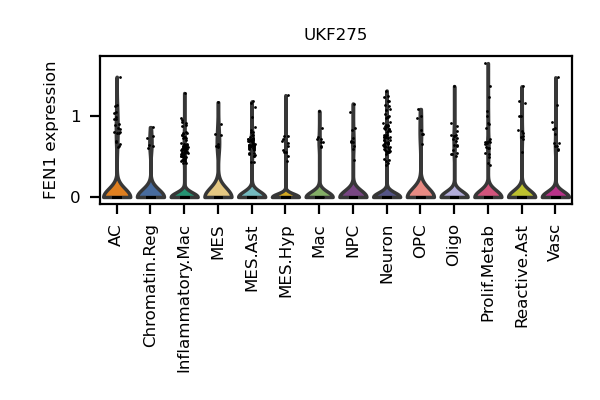 UKF275
FEN1 expression
1
0
AC
Chromatin.Reg
Inflammatory.Mac
MES
MES.Ast
MES.Hyp
Mac
NPC
Neuron
OPC
Oligo
Prolif.Metab
Reactive.Ast
Vasc